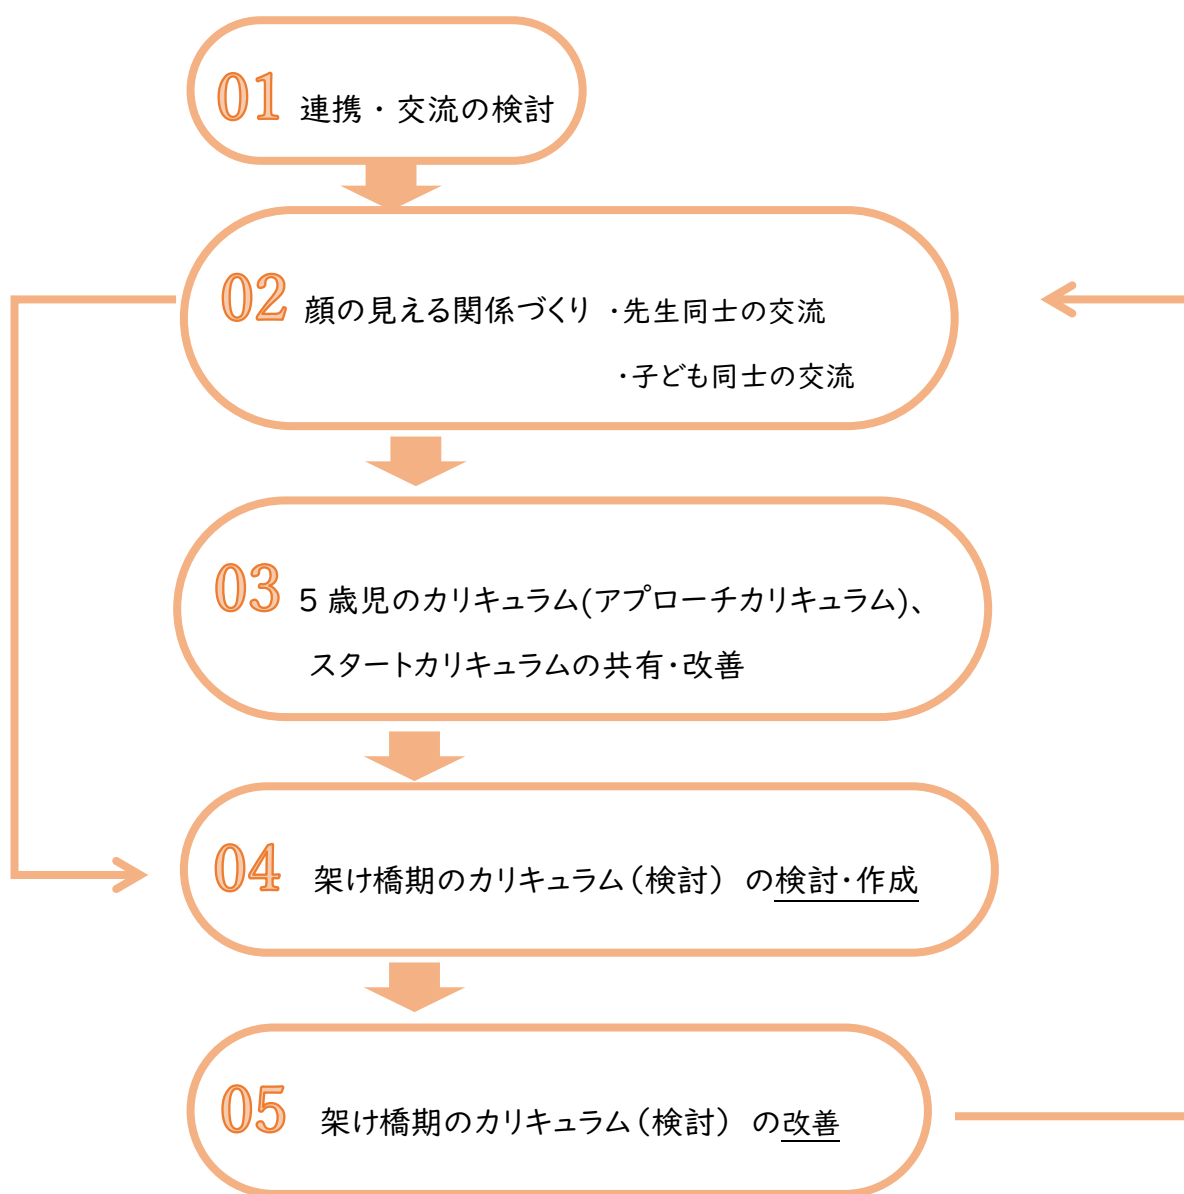 01 連携・交流の検討
02 顔の見える関係づくり ・先生同士の交流
・子ども同士の交流
03 5歳児のカリキュラム(アプローチカリキュラム)、
スタートカリキュラムの共有・改善
04 架け橋期のカリキュラム（検討） の検討・作成
05 架け橋期のカリキュラム（検討） の改善